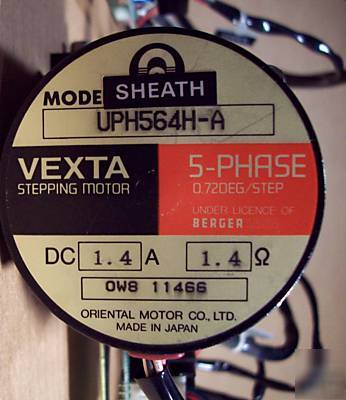 MODE
SHEATH
UPH564H-A
VEXTA
STEPPING MOTOR
5-PHASE
0.72DEG/STEP
UNDER LICENCE OF
BERGER
DC 1.4 A 1.4 Ω
OW8 11466
ORIENTAL MOTOR CO., LTD.
MADE IN JAPAN